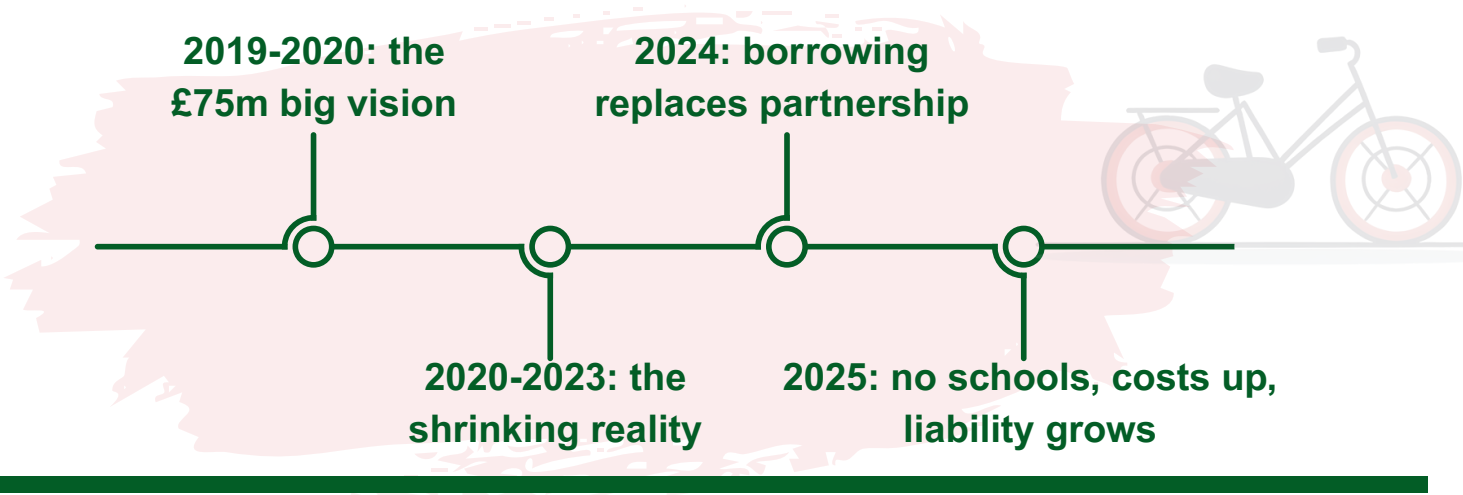 2019-2020: the
£75m big vision
2020-2023: the
shrinking reality
2024: borrowing
replaces partnership
2025: no schools, costs up,
liability grows